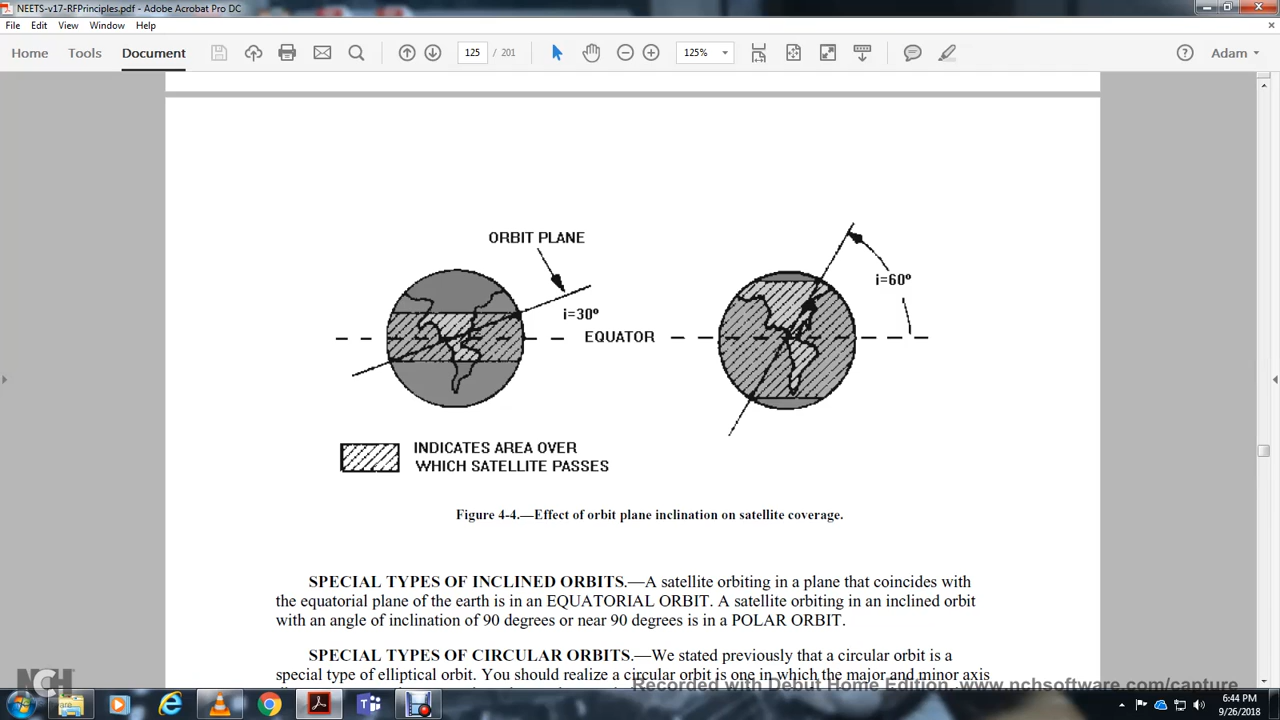 NEETS-v17-RFPrinciples.pdf - Adobe Acrobat Pro DC
File Edit View Window Help
Home Tools Document 125 / 201 125% Adam
ORBIT PLANE
i=60º
i=30º
EQUATOR
INDICATES AREA OVER
WHICH SATELLITE PASSES
Figure 4-4.—Effect of orbit plane inclination on satellite coverage.
SPECIAL TYPES OF INCLINED ORBITS.—A satellite orbiting in a plane that coincides with
the equatorial plane of the earth is in an EQUATORIAL ORBIT. A satellite orbiting in an inclined orbit
with an angle of inclination of 90 degrees or near 90 degrees is in a POLAR ORBIT.
SPECIAL TYPES OF CIRCULAR ORBITS.—We stated previously that a circular orbit is a
special type of elliptical orbit. You should realize a circular orbit is one in which the major and minor axis
Recorded with Debut Home Edition www.nchsoftware.com/capture
NCH
6:44 PM
9/26/2018